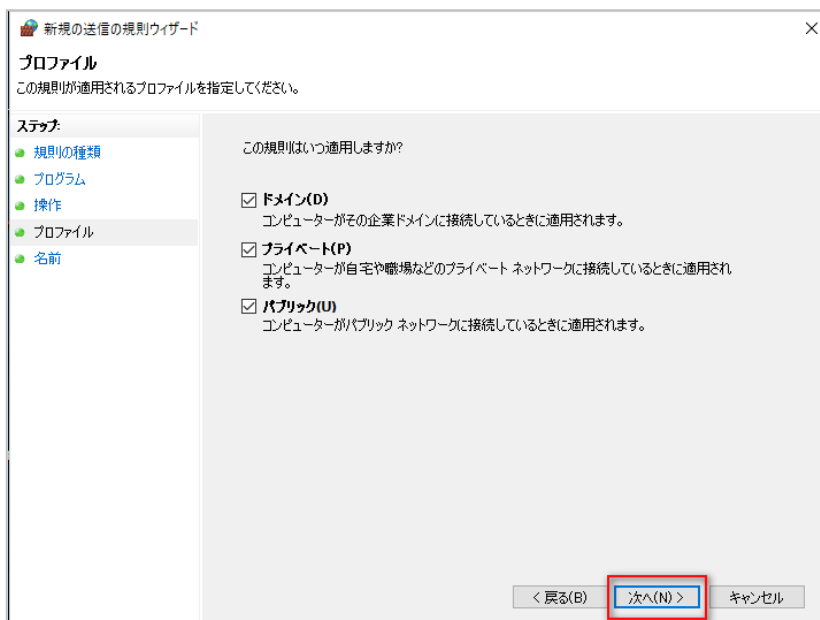 新規の送信の規則ウィザード
プロファイル
この規則が適用されるプロファイルを指定してください。
ステップ:
規則の種類
プログラム
操作
プロファイル
名前
この規則はいつ適用しますか?
ドメイン(D)
コンピューターがその企業ドメインに接続しているときに適用されます。
プライベート(P)
コンピューターが自宅や職場などのプライベート ネットワークに接続しているときに適用され
ます。
パブリック(U)
コンピューターがパブリック ネットワークに接続しているときに適用されます。
< 戻る(B)
次へ(N) >
キャンセル